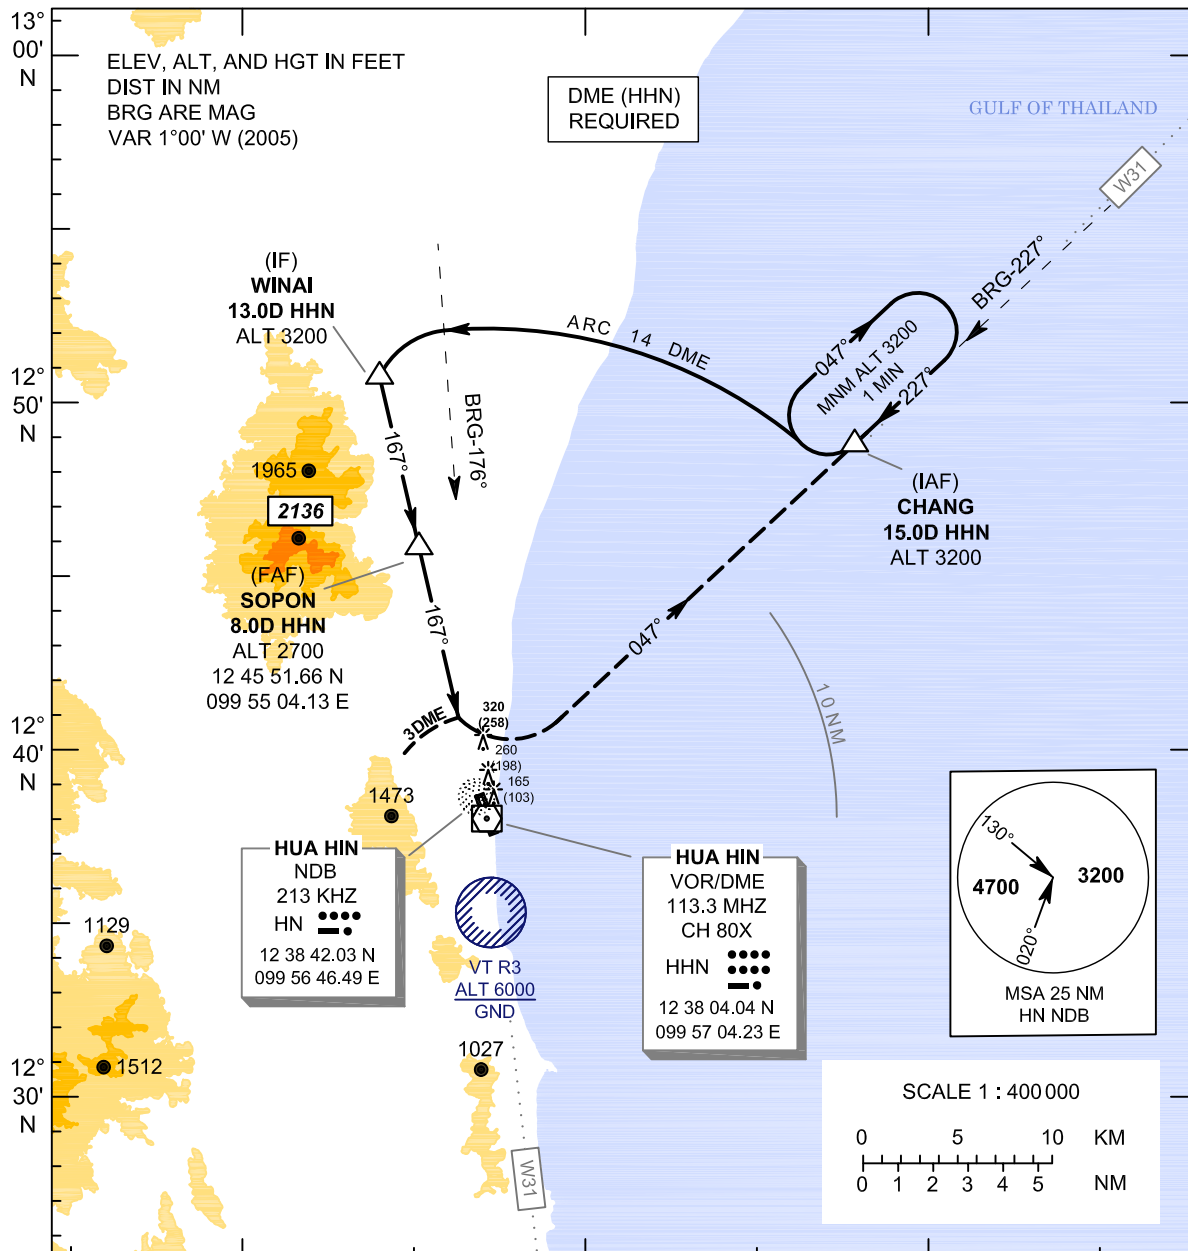 13°
00'
N
ELEV, ALT, AND HGT IN FEET
DIST IN NM
BRG ARE MAG
VAR 1°00' W (2005)
DME (HHN)
REQUIRED
GULF OF THAILAND
W31
BRG-227°
(IF)
WINAI
13.0D HHN
ALT 3200
ARC 14 DME
047°
MNM ALT 3200
1 MIN
227°
12°
50'
N
BRG-176°
167°
1965
2136
(IAF)
CHANG
15.0D HHN
ALT 3200
(FAF)
SOPON
8.0D HHN
ALT 2700
12 45 51.66 N
099 55 04.13 E
167°
047°
10NM
3DME
320
(258)
260
(198)
165
(103)
12°
40'
N
1473
HUA HIN
NDB
213 KHZ
HN
12 38 42.03 N
099 56 46.49 E
HUA HIN
VOR/DME
113.3 MHZ
CH 80X
HHN
12 38 04.04 N
099 57 04.23 E
130°
4700
3200
020°
MSA 25 NM
HN NDB
1129
VT R3
ALT 6000
GND
1512
1027
12°
30'
N
W31
SCALE 1 : 400 000
0 5 10 KM
0 1 2 3 4 5 NM